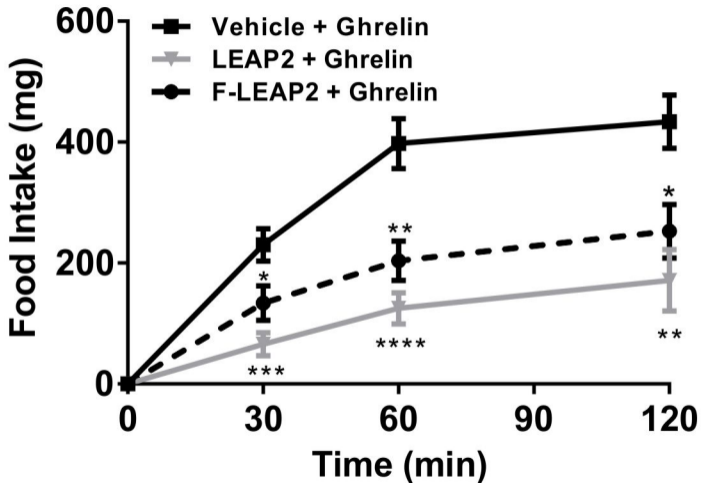 600
Vehicle + Ghrelin
LEAP2 + Ghrelin
F-LEAP2 + Ghrelin
400
Food Intake (mg)
*
**
200
*
****
**
***
0
0 30 60 90 120
Time (min)